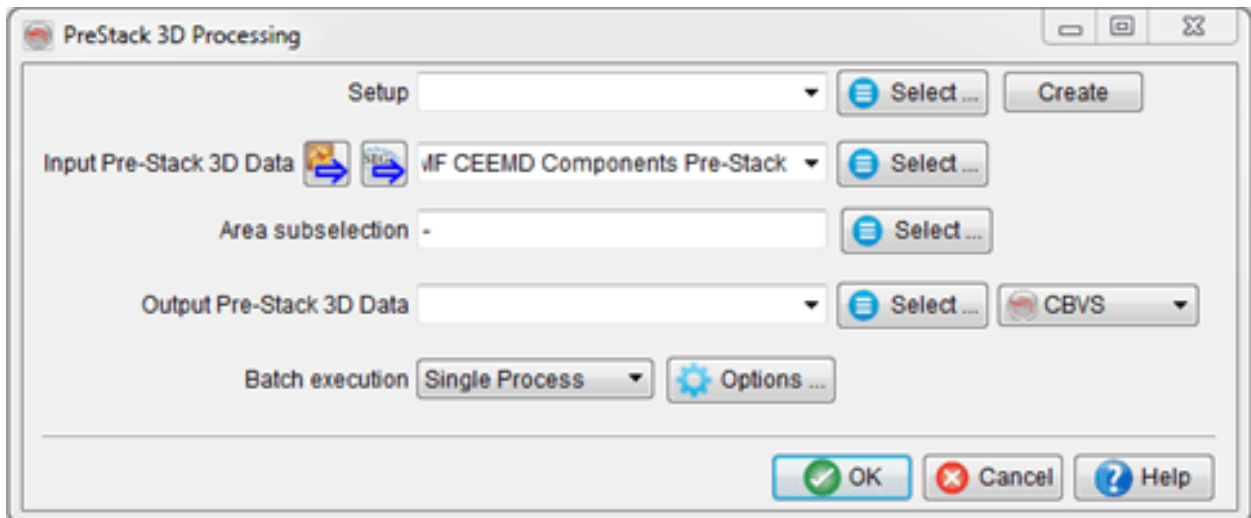 PreStack 3D Processing
Setup Select ... Create
Input Pre-Stack 3D Data SEG MF CEEMD Components Pre-Stack Select ...
Area subselection - Select ...
Output Pre-Stack 3D Data Select ... CBVS
Batch execution Single Process Options ...
OK Cancel Help